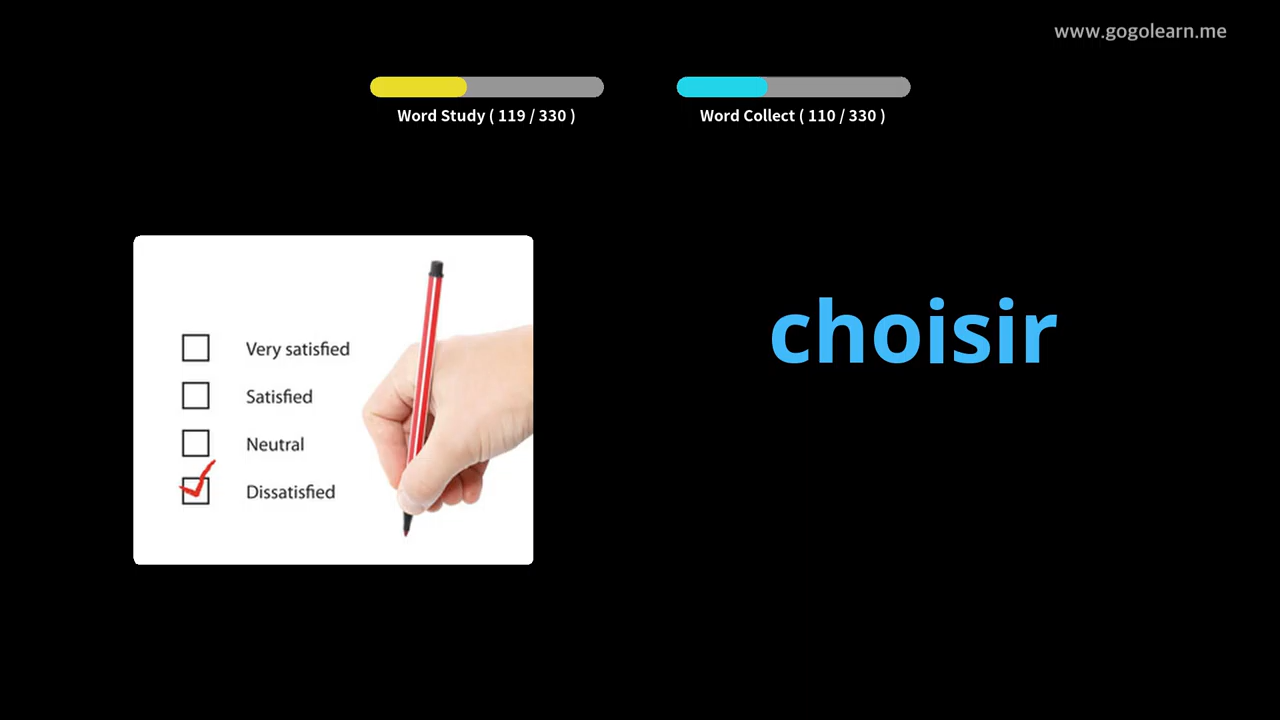 www.gogolearn.me
Word Study ( 119 / 330 )
Word Collect ( 110 / 330 )
choisir
Very satisfied
Satisfied
Neutral
Dissatisfied